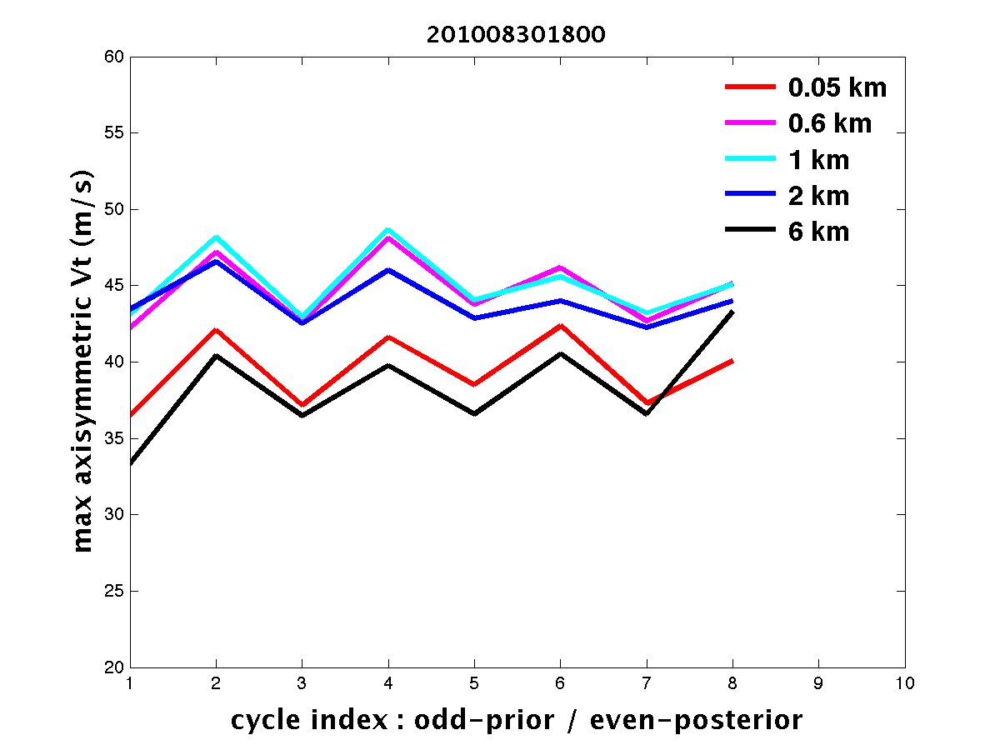 201008301800
60
55
50
45
40
35
30
25
20
max axisymmetric Vt (m/s)
0.05 km
0.6 km
1 km
2 km
6 km
1 2 3 4 5 6 7 8 9 10
cycle index : odd-prior / even-posterior